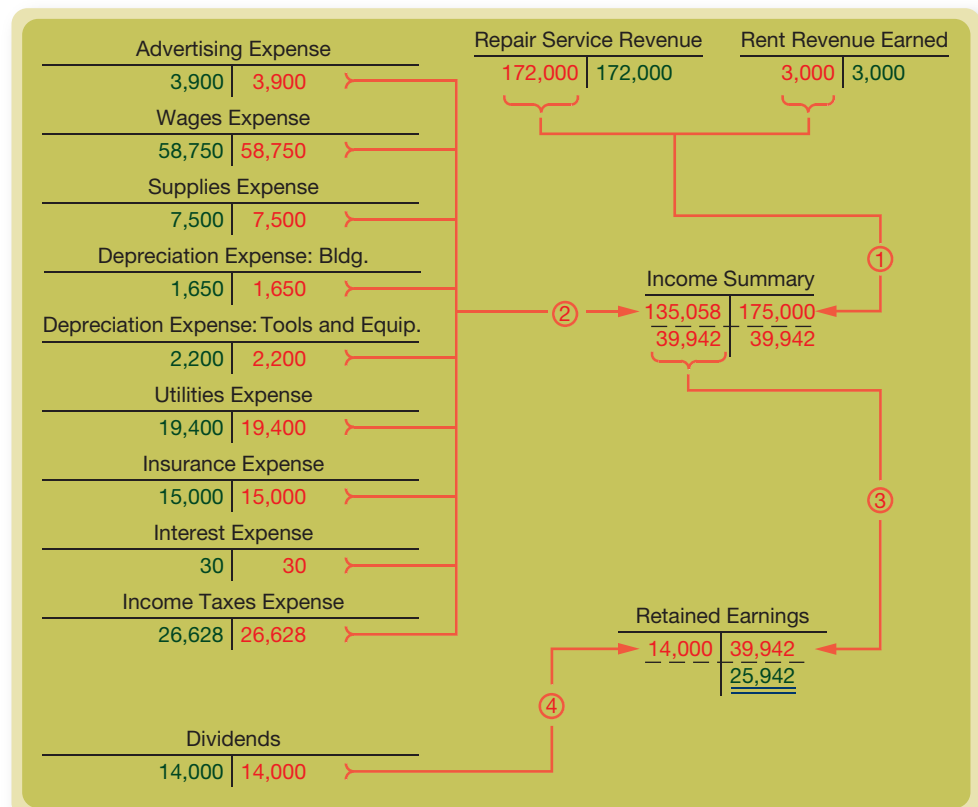 Advertising Expense
3,900 3,900
Wages Expense
58,750 58,750
Supplies Expense
7,500 7,500
Depreciation Expense: Bldg.
1,650 1,650
Depreciation Expense: Tools and Equip.
2,200 2,200
Utilities Expense
19,400 19,400
Insurance Expense
15,000 15,000
Interest Expense
30 30
Income Taxes Expense
26,628 26,628
Dividends
14,000 14,000
Repair Service Revenue
172,000 172,000
Rent Revenue Earned
3,000 3,000
1
2
Income Summary
135,058 175,000
39,942 39,942
3
Retained Earnings
14,000 39,942
25,942
4